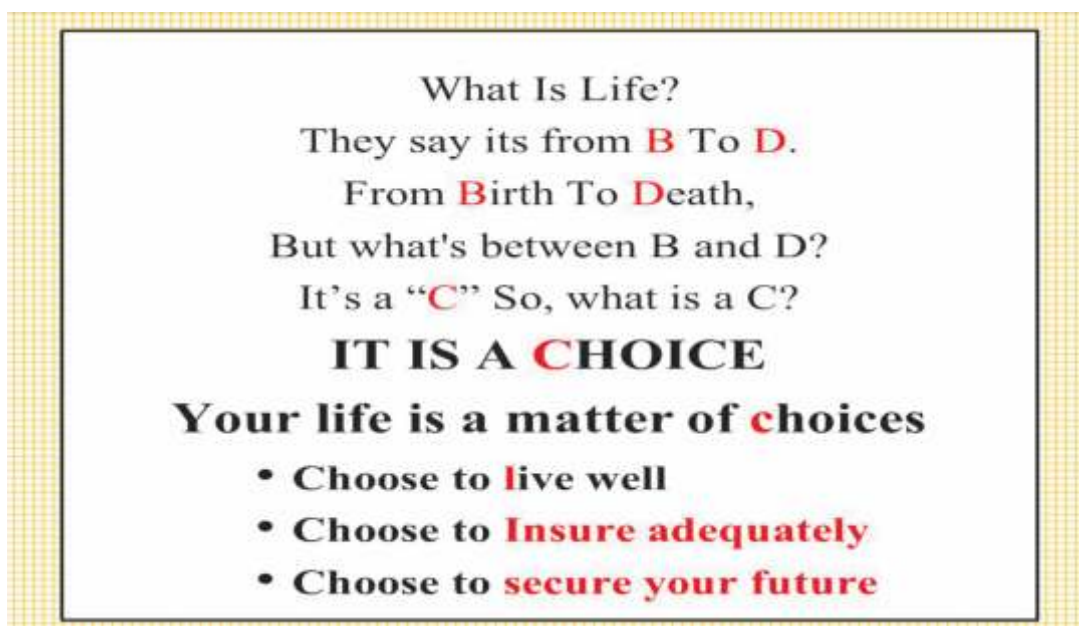 What Is Life?
They say its from B To D.
From Birth To Death,
But what's between B and D?
It’s a “C” So, what is a C?
IT IS A CHOICE
Your life is a matter of choices
• Choose to live well
• Choose to Insure adequately
• Choose to secure your future